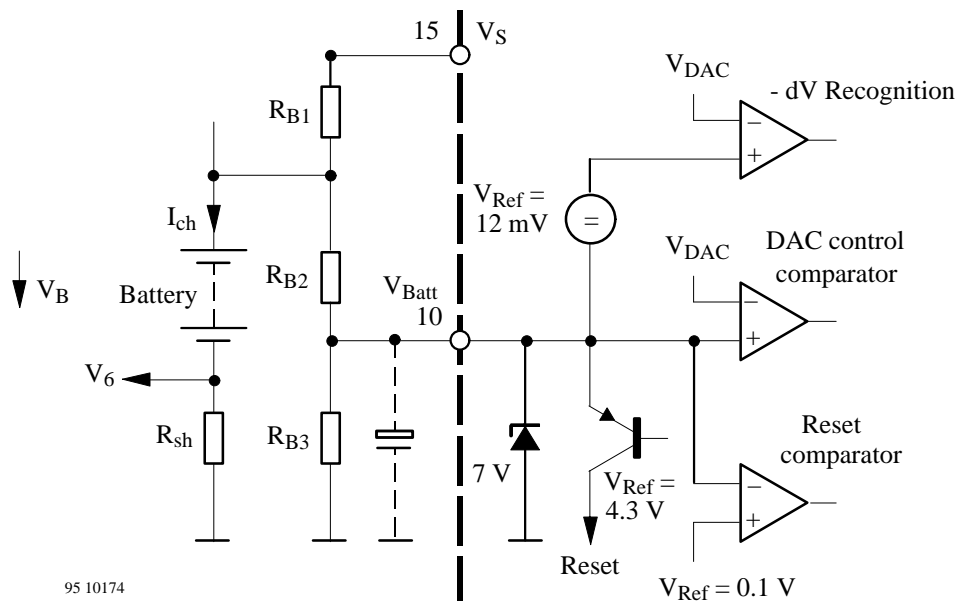 15
V_S
V_DAC
- dV Recognition
R_B1
−
+
V_Ref =
12 mV
=
I_ch
V_DAC
DAC control
comparator
V_B
Battery
R_B2
V_Batt
10
−
+
V_6
R_sh
R_B3
7 V
V_Ref =
4.3 V
Reset
comparator
−
+
Reset
V_Ref = 0.1 V
95 10174